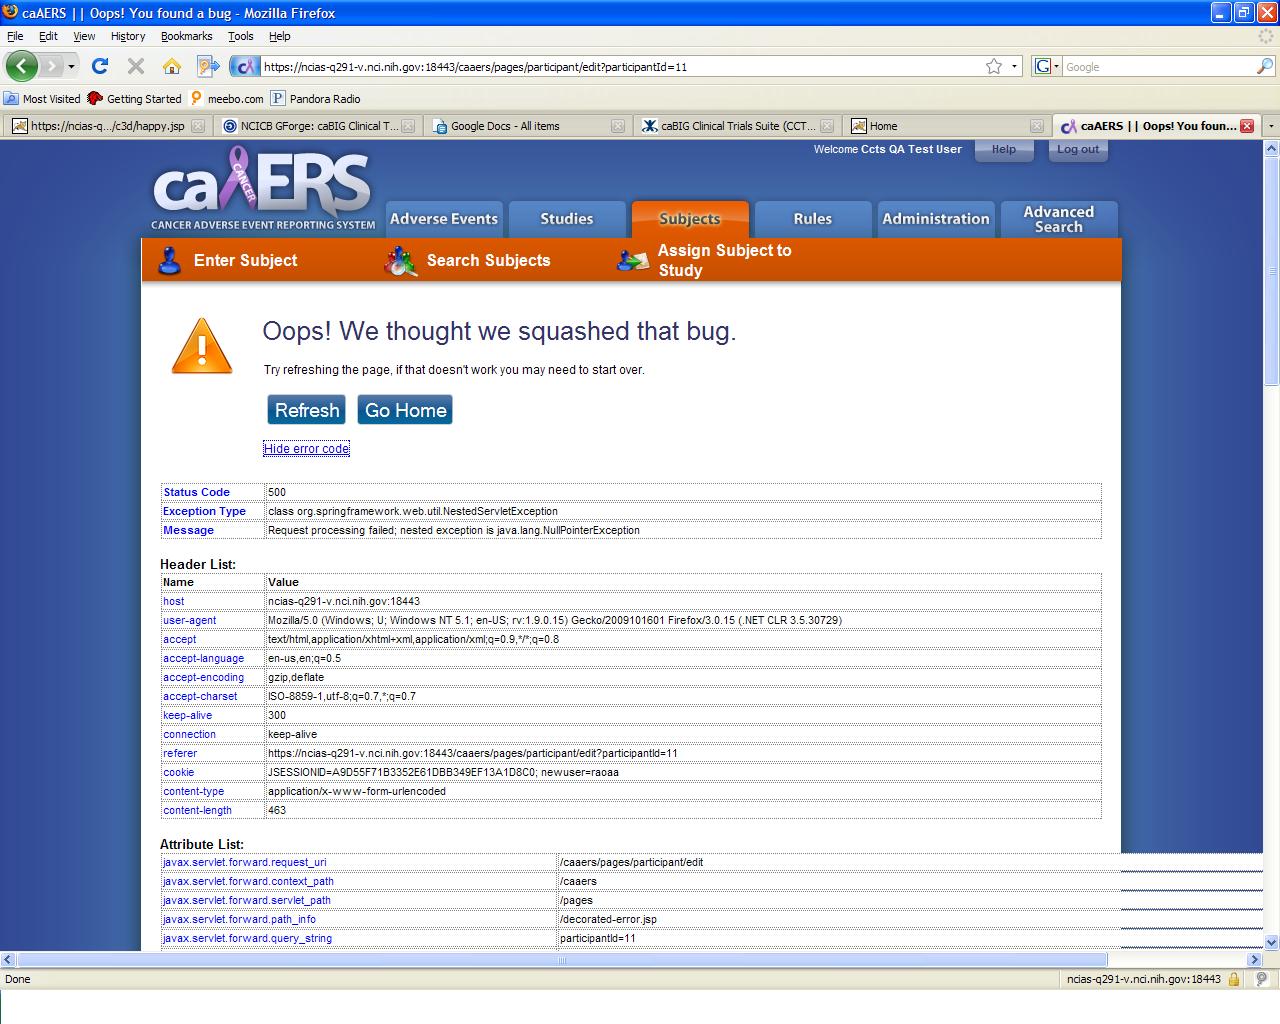 caAERS || Oops! You found a bug - Mozilla Firefox
File Edit View History Bookmarks Tools Help
https://ncias-q291-v.nci.nih.gov:18443/caaers/pages/participant/edit?participantId=11
Google
Most Visited Getting Started meebo.com Pandora Radio
https://ncias-q.../c3d/happy.jsp NCICB GForge: caBIG Clinical T... Google Docs - All items caBIG Clinical Trials Suite (CCT... Home caAERS || Oops! You foun...
Welcome Ccts QA Test User Help Log out
caAERS
CANCER
CANCER ADVERSE EVENT REPORTING SYSTEM
Adverse Events Studies Subjects Rules Administration Advanced Search
Enter Subject Search Subjects Assign Subject to Study
Oops! We thought we squashed that bug.
Try refreshing the page, if that doesn't work you may need to start over.
Refresh Go Home
Hide error code
Status Code 500
Exception Type class org.springframework.web.util.NestedServletException
Message Request processing failed; nested exception is java.lang.NullPointerException
Header List:
Name Value
host ncias-q291-v.nci.nih.gov:18443
user-agent Mozilla/5.0 (Windows; U; Windows NT 5.1; en-US; rv:1.9.0.15) Gecko/2009101601 Firefox/3.0.15 (.NET CLR 3.5.30729)
accept text/html,application/xhtml+xml,application/xml;q=0.9,*/*;q=0.8
accept-language en-us,en;q=0.5
accept-encoding gzip,deflate
accept-charset ISO-8859-1,utf-8;q=0.7,*;q=0.7
keep-alive 300
connection keep-alive
referer https://ncias-q291-v.nci.nih.gov:18443/caaers/pages/participant/edit?participantId=11
cookie JSESSIONID=A9D55F71B3352E61DBB349EF13A1D8C0; newuser=raoaa
content-type application/x-www-form-urlencoded
content-length 463
Attribute List:
javax.servlet.forward.request_uri /caaers/pages/participant/edit
javax.servlet.forward.context_path /caaers
javax.servlet.forward.servlet_path /pages
javax.servlet.forward.path_info /decorated-error.jsp
javax.servlet.forward.query_string participantId=11
Done ncias-q291-v.nci.nih.gov:18443